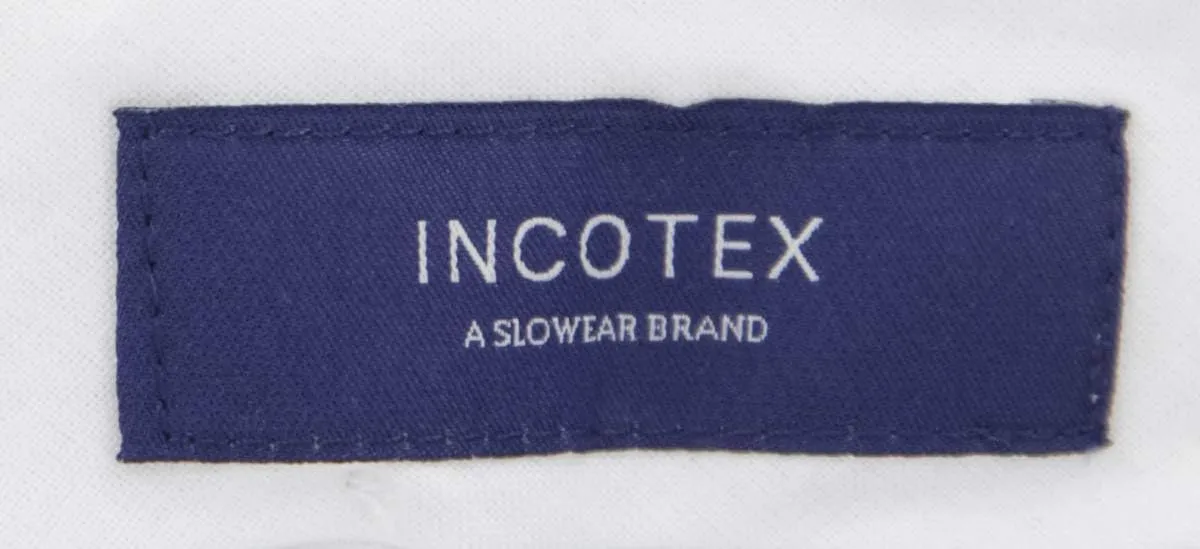 INCOTEX
A SLOWEAR BRAND